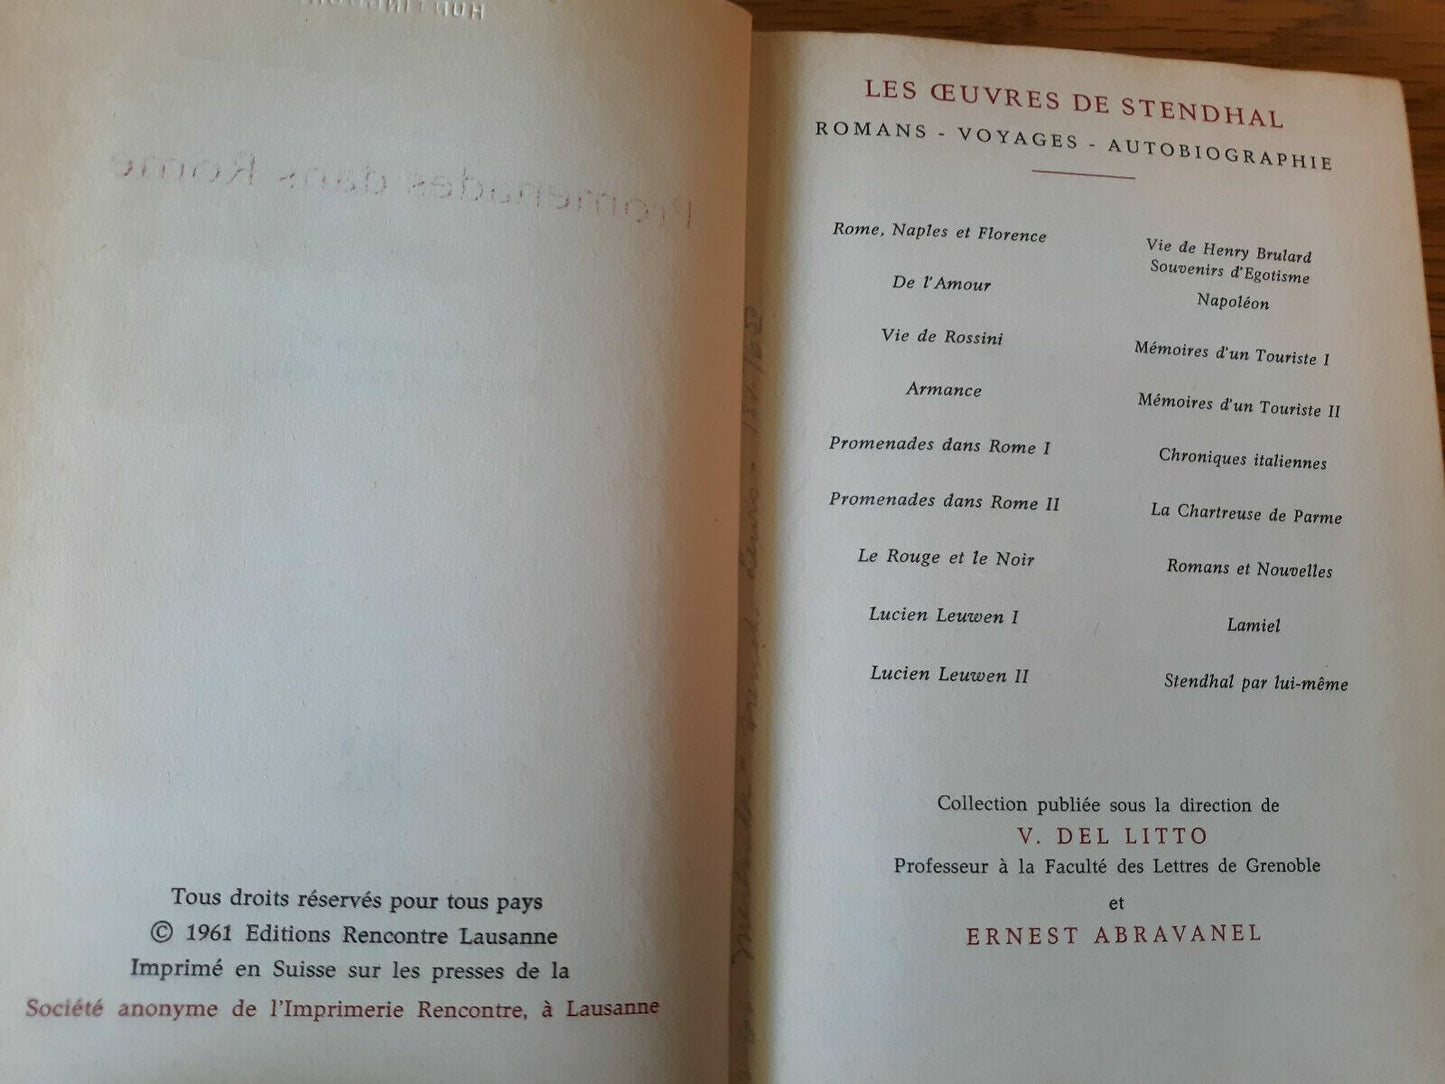 Promenades dans Rome
Tous droits réservés pour tous pays
© 1961 Editions Rencontre Lausanne
Imprimé en Suisse sur les presses de la
Société anonyme de l'Imprimerie Rencontre, à Lausanne
LES ŒUVRES DE STENDHAL
ROMANS - VOYAGES - AUTOBIOGRAPHIE
Rome, Naples et Florence
De l'Amour
Vie de Rossini
Armance
Promenades dans Rome I
Promenades dans Rome II
Le Rouge et le Noir
Lucien Leuwen I
Lucien Leuwen II
Vie de Henry Brulard
Souvenirs d'Egotisme
Napoléon
Mémoires d'un Touriste I
Mémoires d'un Touriste II
Chroniques italiennes
La Chartreuse de Parme
Romans et Nouvelles
Lamiel
Stendhal par lui-même
Collection publiée sous la direction de
V. DEL LITTO
Professeur à la Faculté des Lettres de Grenoble
et
ERNEST ABRAVANEL